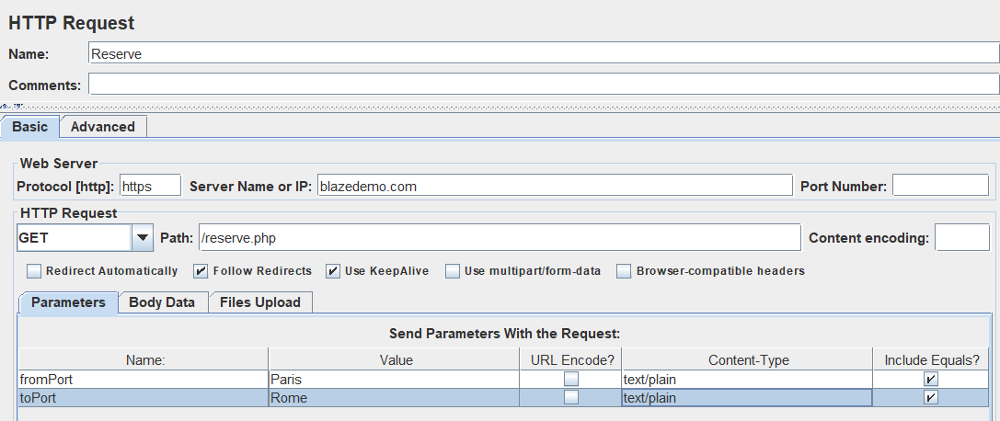 HTTP Request
Name: Reserve
Comments:
Basic Advanced
Web Server
Protocol [http]: https Server Name or IP: blazedemo.com Port Number:
HTTP Request
GET Path: /reserve.php Content encoding:
Redirect Automatically Follow Redirects Use KeepAlive Use multipart/form-data Browser-compatible headers
Parameters Body Data Files Upload
Send Parameters With the Request:
Name: Value URL Encode? Content-Type Include Equals?
fromPort Paris text/plain
toPort Rome text/plain